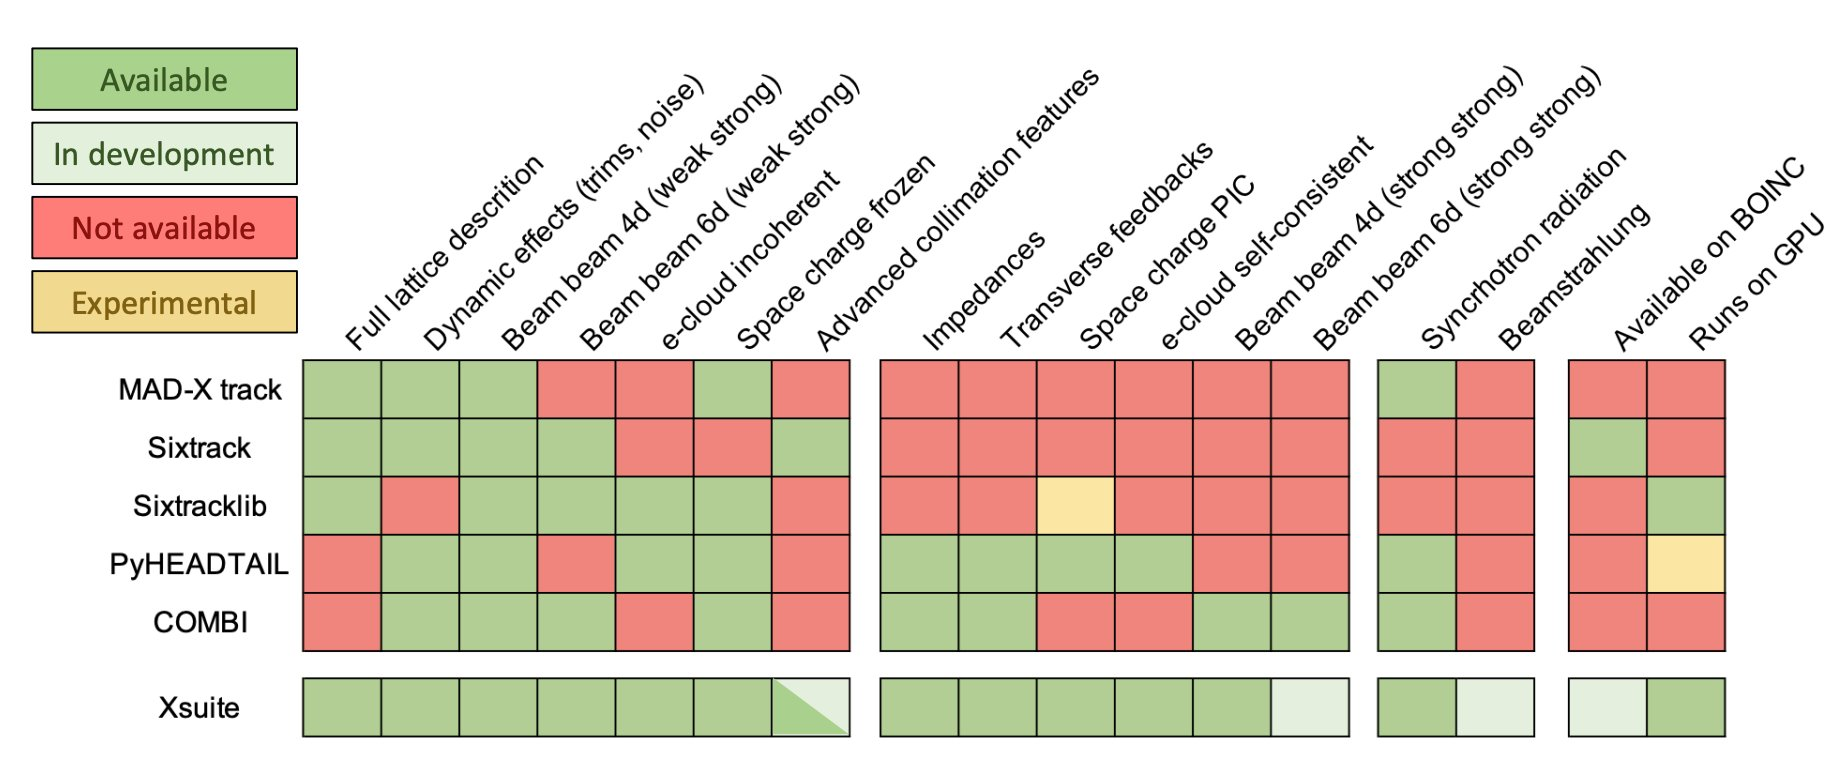 Available
In development
Not available
Experimental
Full lattice descrition
Dynamic effects (trims, noise)
Beam beam 4d (weak strong)
Beam beam 6d (weak strong)
e-cloud incoherent
Space charge frozen
Advanced collimation features
Impedances
Transverse feedbacks
Space charge PIC
e-cloud self-consistent
Beam beam 4d (strong strong)
Beam beam 6d (strong strong)
Syncrhotron radiation
Beamstrahlung
Available on BOINC
Runs on GPU
MAD-X track
Sixtrack
Sixtracklib
PyHEADTAIL
COMBI
Xsuite